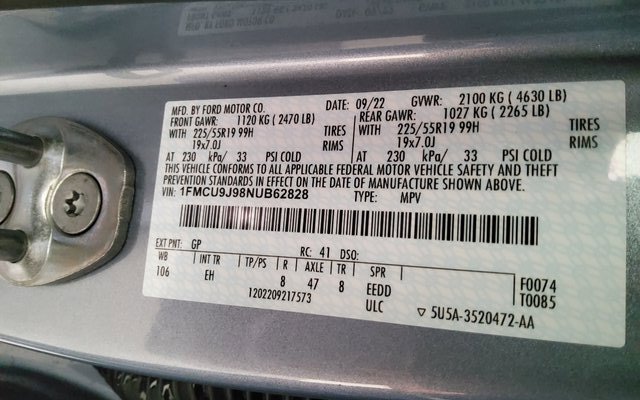 MFD. BY FORD MOTOR CO. DATE: 09/22 GVWR: 2100 KG ( 4630 LB)
FRONT GAWR: 1120 KG ( 2470 LB) REAR GAWR: 1027 KG ( 2265 LB)
WITH 225/55R19 99H TIRES WITH 225/55R19 99H TIRES
19x7.0J RIMS 19x7.0J RIMS
AT 230 kPa/ 33 PSI COLD AT 230 kPa/ 33 PSI COLD
THIS VEHICLE CONFORMS TO ALL APPLICABLE FEDERAL MOTOR VEHICLE SAFETY AND THEFT
PREVENTION STANDARDS IN EFFECT ON THE DATE OF MANUFACTURE SHOWN ABOVE.
VIN: 1FMCU9J98NUB62828 TYPE: MPV
EXT PNT: GP RC: 41 DSO:
WB INT TR TP/PS R AXLE TR SPR
106 EH 8 47 8 EEDD
F0074
T0085
1202209217573 ULC ▽ 5U5A-3520472-AA